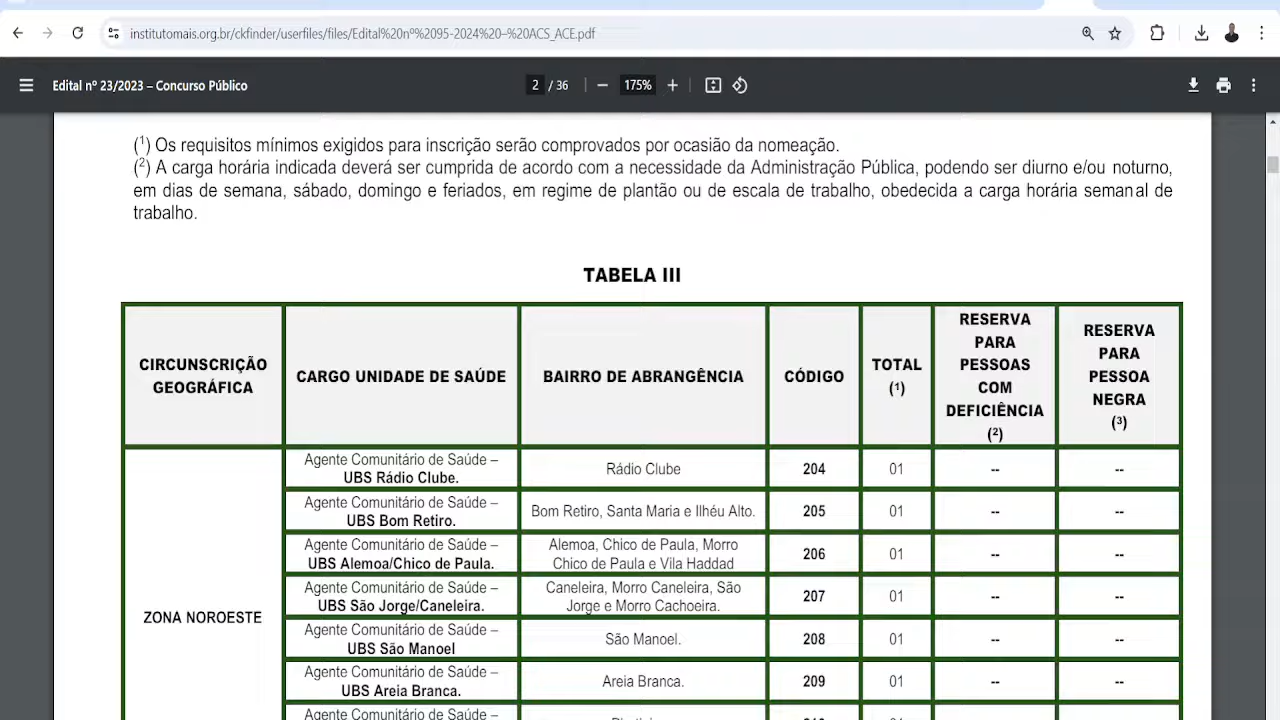 institutomais.org.br/ckfinder/userfiles/files/Edital%20nº%2095-2024%20-%20ACS_ACE.pdf
Edital nº 23/2023 – Concurso Público
2 / 36
175%
(1) Os requisitos mínimos exigidos para inscrição serão comprovados por ocasião da nomeação.
(2) A carga horária indicada deverá ser cumprida de acordo com a necessidade da Administração Pública, podendo ser diurno e/ou noturno,
em dias de semana, sábado, domingo e feriados, em regime de plantão ou de escala de trabalho, obedecida a carga horária semanal de
trabalho.
TABELA III
CIRCUNSCRIÇÃO
GEOGRÁFICA
CARGO UNIDADE DE SAÚDE
BAIRRO DE ABRANGÊNCIA
CÓDIGO
TOTAL
(1)
RESERVA
PARA
PESSOAS
COM
DEFICIÊNCIA
(2)
RESERVA
PARA
PESSOA
NEGRA
(3)
ZONA NOROESTE
Agente Comunitário de Saúde –
UBS Rádio Clube.
Rádio Clube
204
01
--
--
Agente Comunitário de Saúde –
UBS Bom Retiro.
Bom Retiro, Santa Maria e Ilhéu Alto.
205
01
--
--
Agente Comunitário de Saúde –
UBS Alemoa/Chico de Paula.
Alemoa, Chico de Paula, Morro
Chico de Paula e Vila Haddad
206
01
--
--
Agente Comunitário de Saúde –
UBS São Jorge/Caneleira.
Caneleira, Morro Caneleira, São
Jorge e Morro Cachoeira.
207
01
--
--
Agente Comunitário de Saúde –
UBS São Manoel
São Manoel.
208
01
--
--
Agente Comunitário de Saúde –
UBS Areia Branca.
Areia Branca.
209
01
--
--
Agente Comunitário de Saúde –